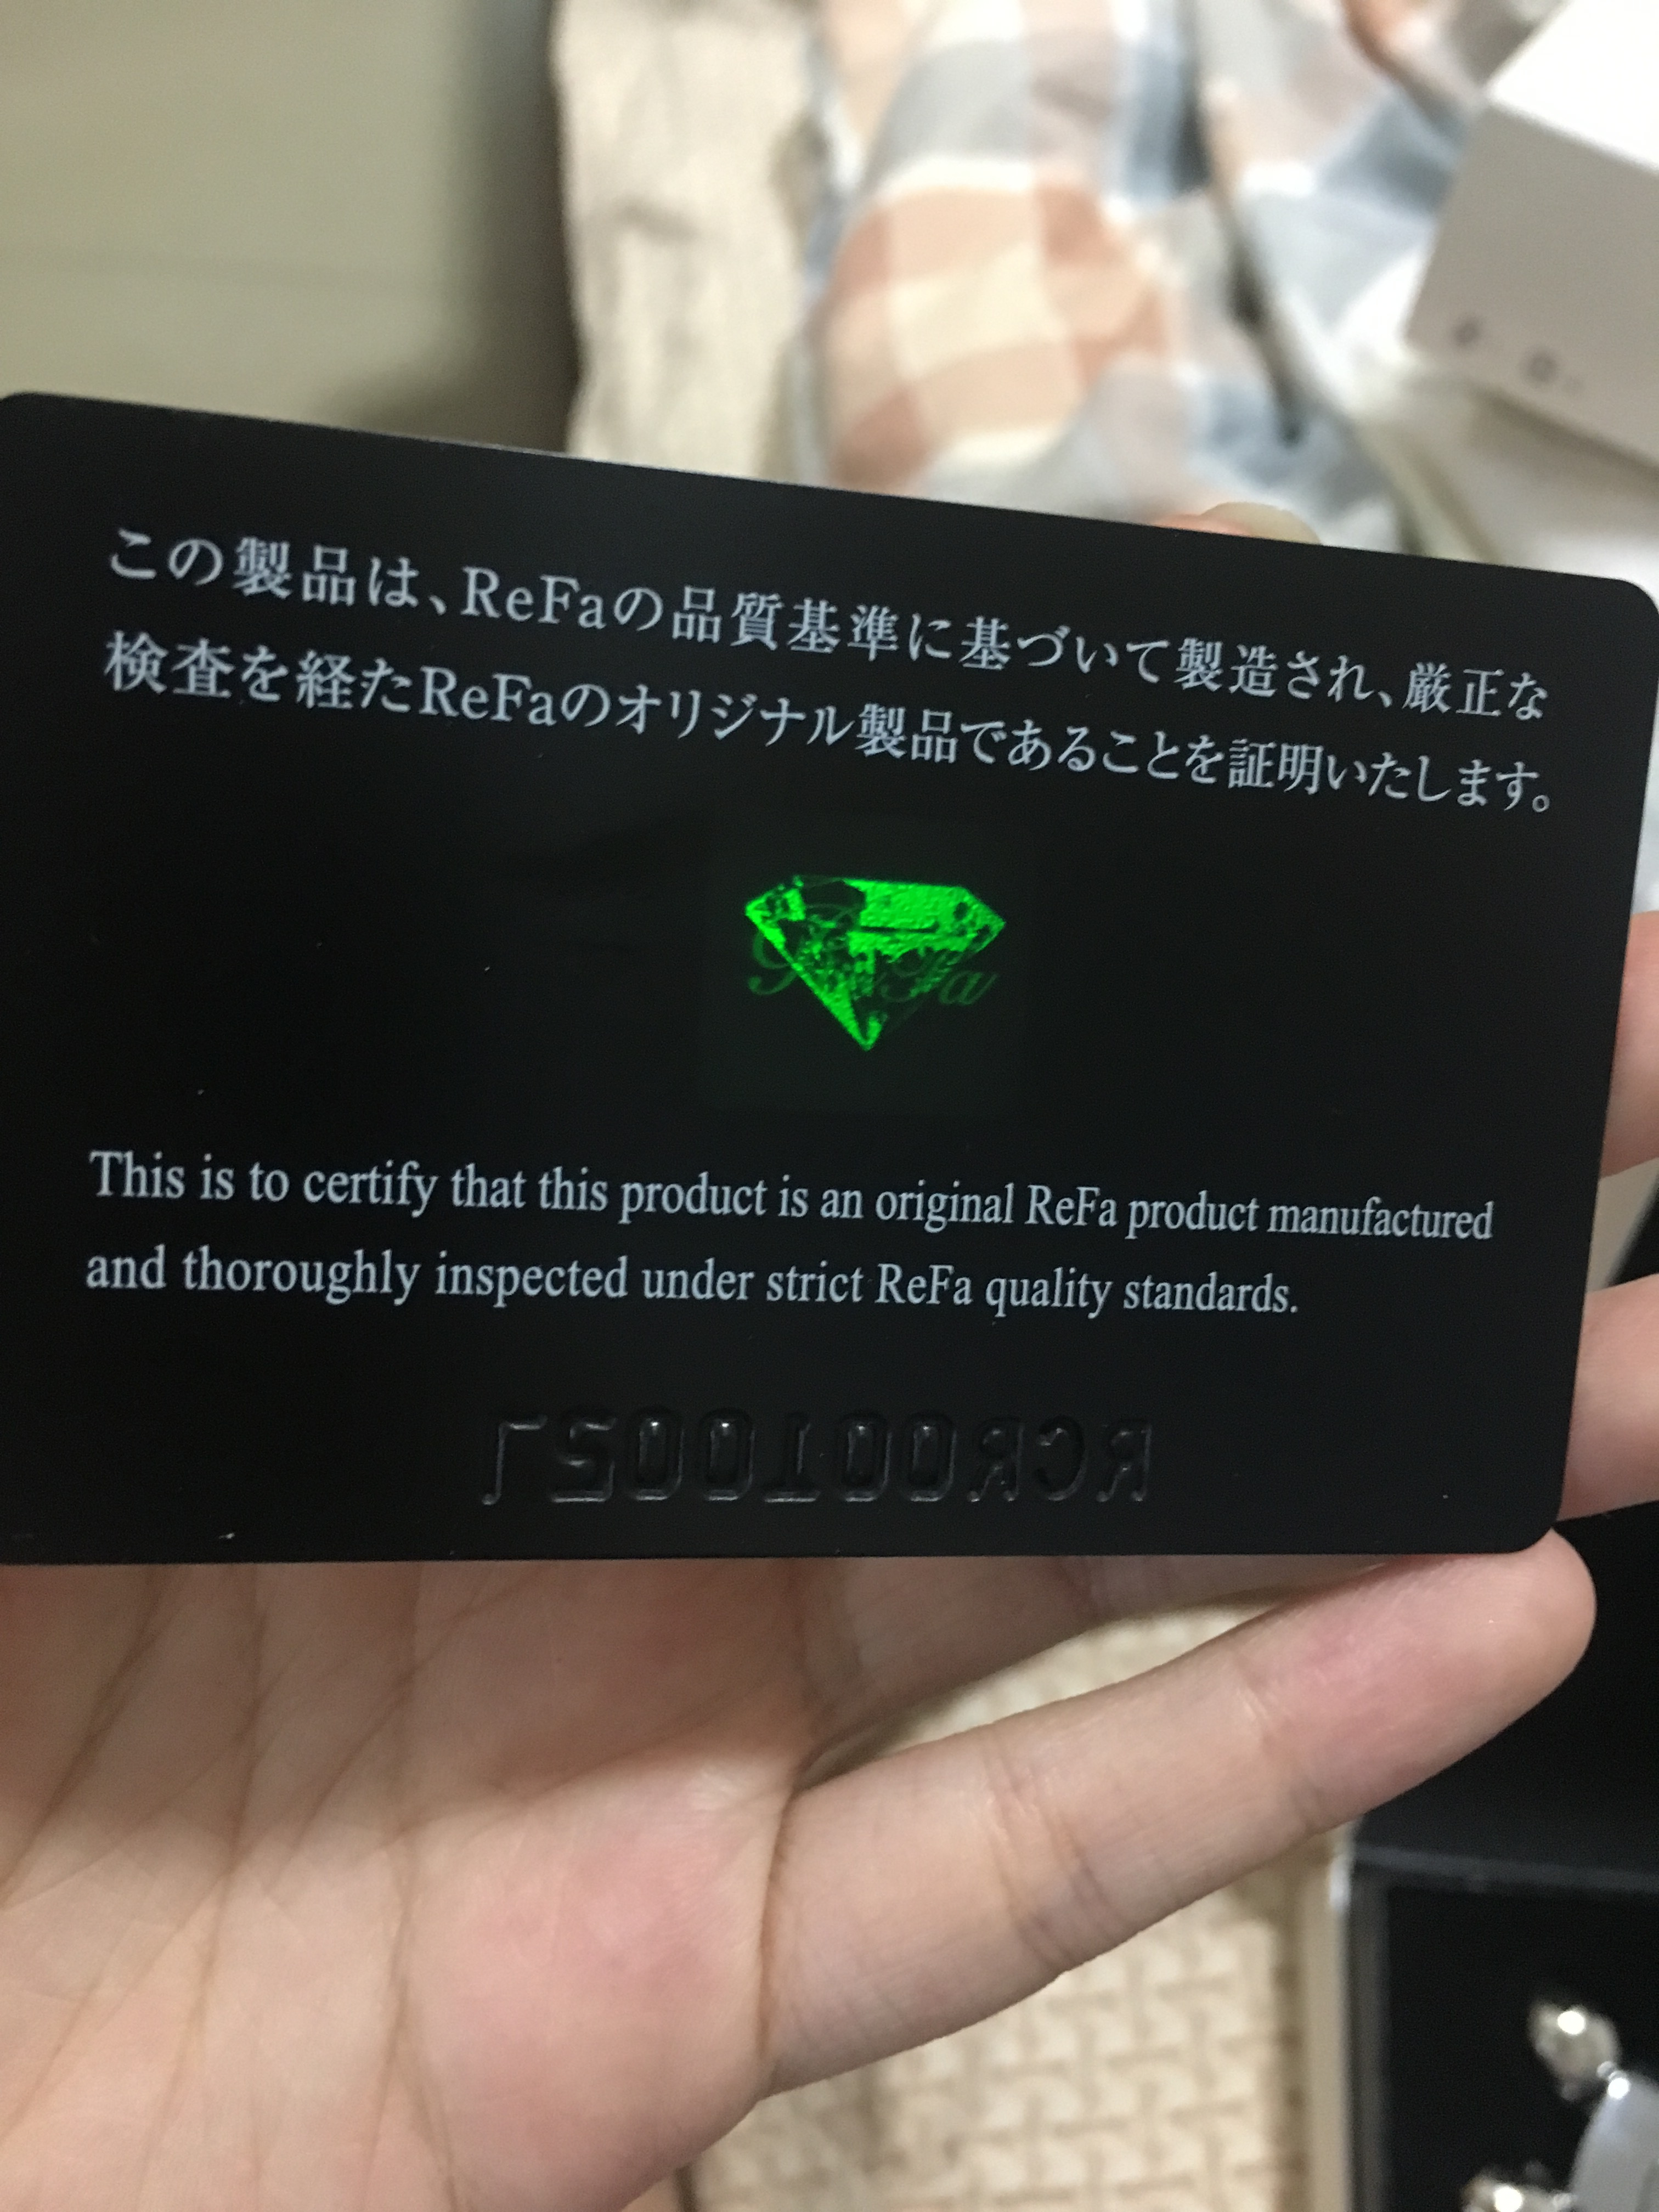 この製品は、ReFaの品質基準に基づいて製造され、厳正な
検査を経たReFaのオリジナル製品であることを証明いたします。
ReFa
This is to certify that this product is an original ReFa product manufactured
and thoroughly inspected under strict ReFa quality standards.
RCR0010057